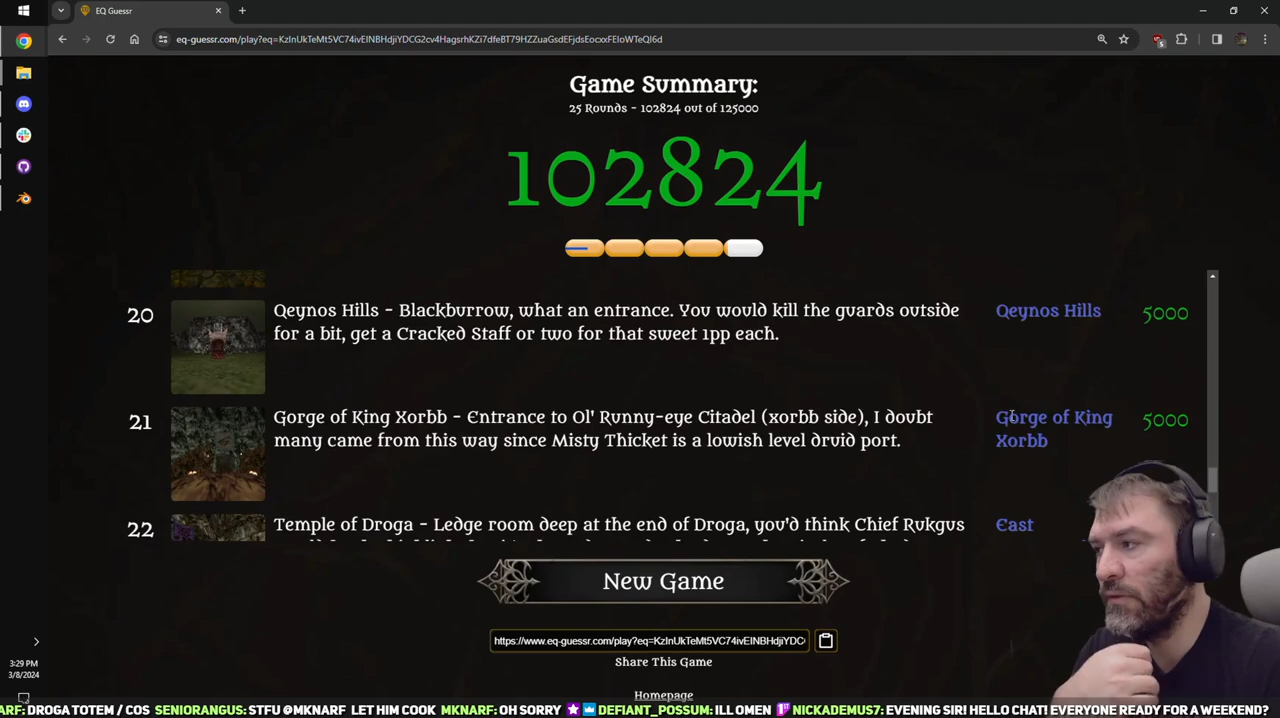 EQ Guessr
eq-guessr.com/play?eq=KzInUkTeMt5VC74ivEINBHdjiYDCG2cv4HagsrhKZi7dfeBT79HZZuaGsdEFjdsEocxxFEIoWTeQI6d
Game Summary:
25 Rounds - 102824 out of 125000
102824
20
Qeynos Hills - Blackburrow, what an entrance. You would kill the guards outside
for a bit, get a Cracked Staff or two for that sweet 1pp each.
Qeynos Hills
5000
21
Gorge of King Xorbb - Entrance to Ol' Runny-eye Citadel (xorbb side), I doubt
many came from this way since Misty Thicket is a lowish level druid port.
Gorge of King
Xorbb
5000
22
Temple of Droga - Ledge room deep at the end of Droga, you'd think Chief Rukgus
East
New Game
https://www.eq-guessr.com/play?eq=KzInUkTeMt5VC74ivEINBHdjiYDC
Share This Game
Homepage
3:29 PM
3/8/2024
ARF: DROGA TOTEM / COS SENIORANGUS: STFU @MKNARF LET HIM COOK MKNARF: OH SORRY DEFIANT_POSSUM: ILL OMEN NICKADEMUS7: EVENING SIR! HELLO CHAT! EVERYONE READY FOR A WEEKEND?